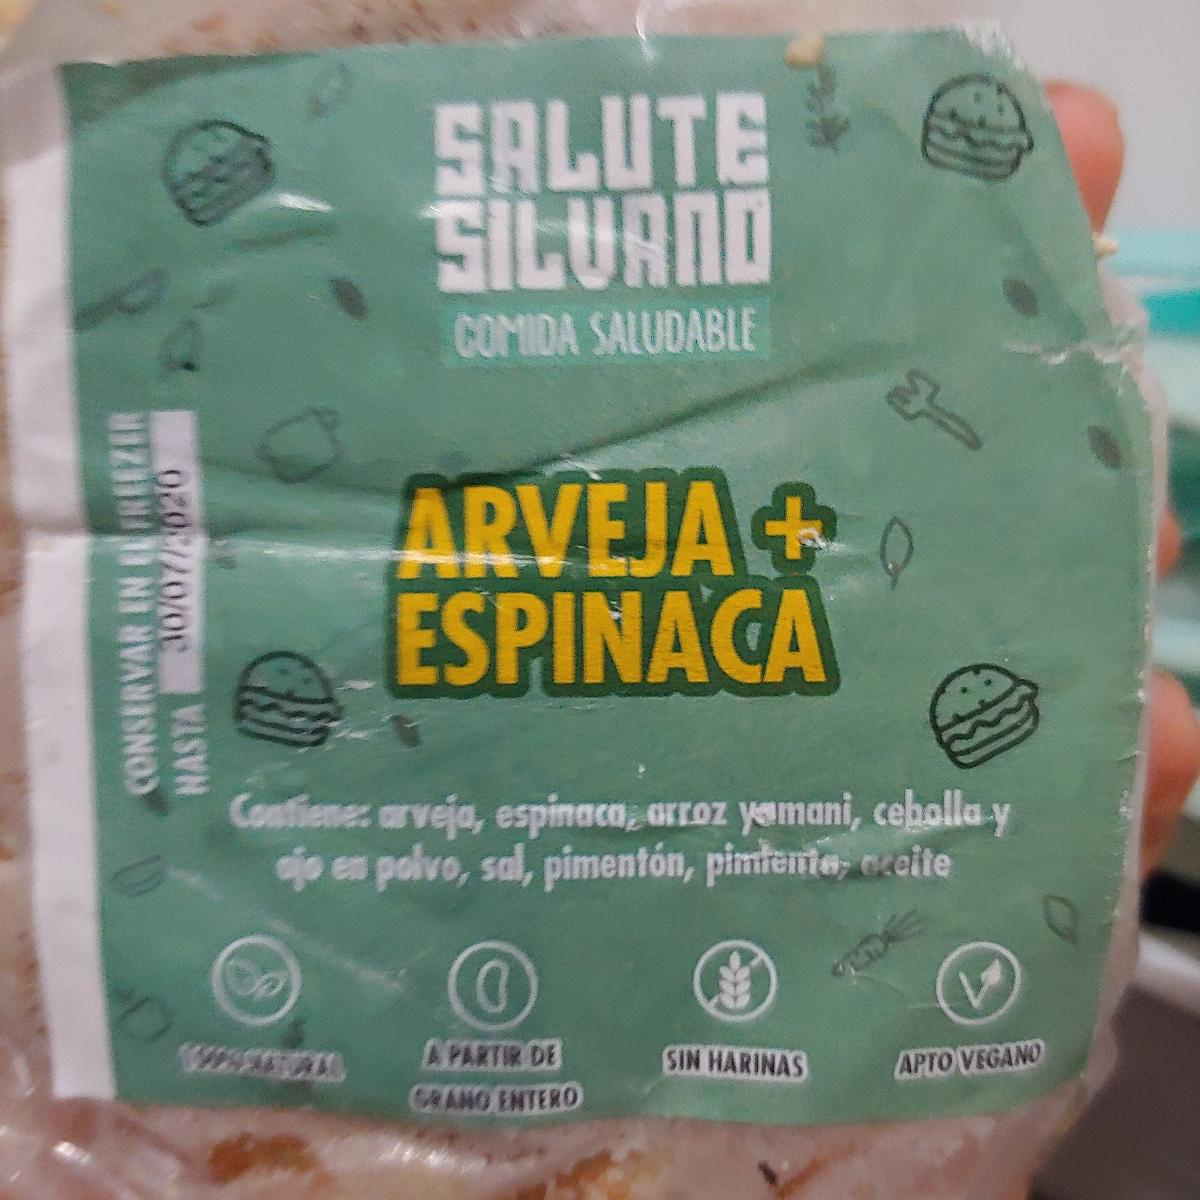 SALUTE
SILVANO
COMIDA SALUDABLE
CONSERVAR EN EL FREEZER
HASTA 30/07/2020
ARVEJA +
ESPINACA
Contiene: arveja, espinaca, arroz yamani, cebolla y
ajo en polvo, sal, pimentón, pimienta, aceite
100% NATURAL
A PARTIR DE
GRANO ENTERO
SIN HARINAS
APTO VEGANO